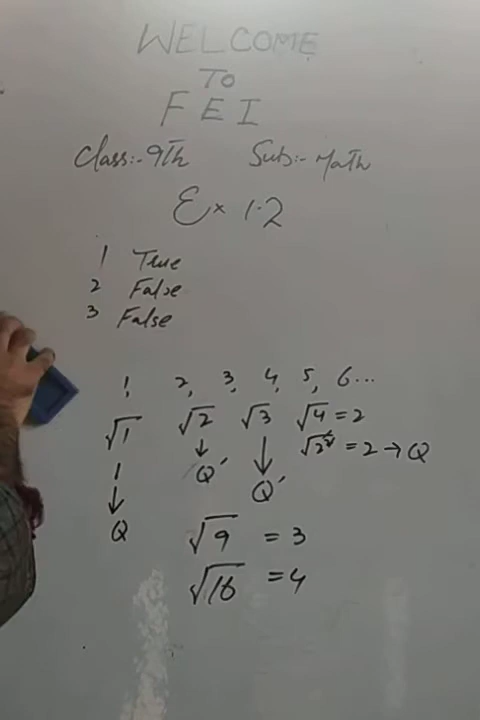 WELCOME
TO
FEI
Class:- 9Th Sub:- Math
Ex 1.2
1 True
2 False
3 False
1, 2, 3, 4, 5, 6...
√1 √2 √3 √4 = 2
√2² = 2 → Q
1 ↓ Q' ↓ Q'
↓ Q
√9 = 3
√16 = 4